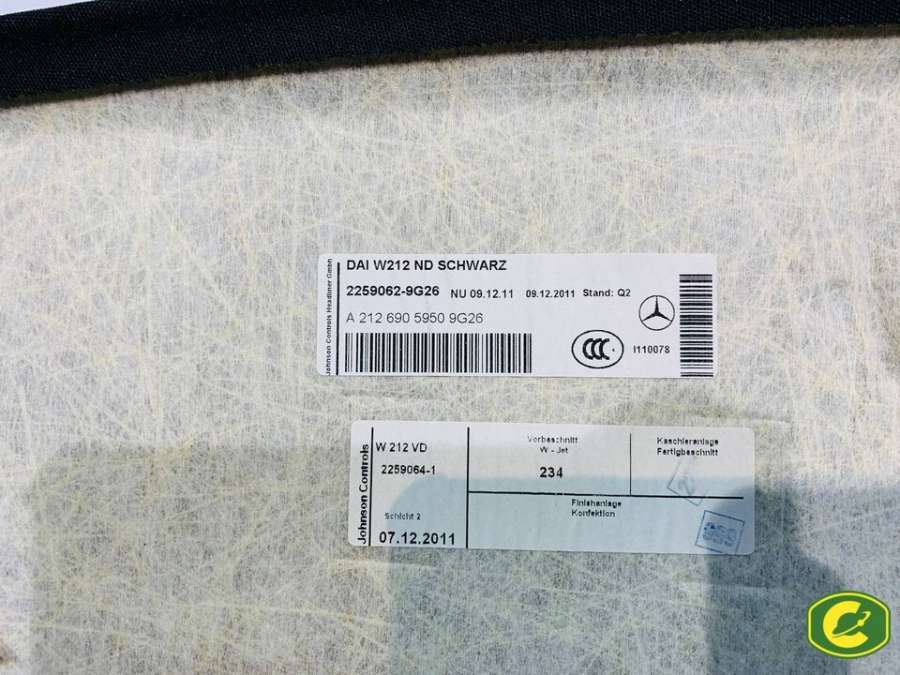 Johnson Controls Headliner GmbH
DAI W212 ND SCHWARZ
2259062-9G26 NU 09.12.11 09.12.2011 Stand: Q2
A 212 690 5950 9G26
CCC
I110078
Johnson Controls
W 212 VD
2259064-1
Schicht 2
07.12.2011
Vorbeschnitt
W - Jet
234
Kaschieranlage
Fertigbeschnitt
Finishanlage
Konfektion